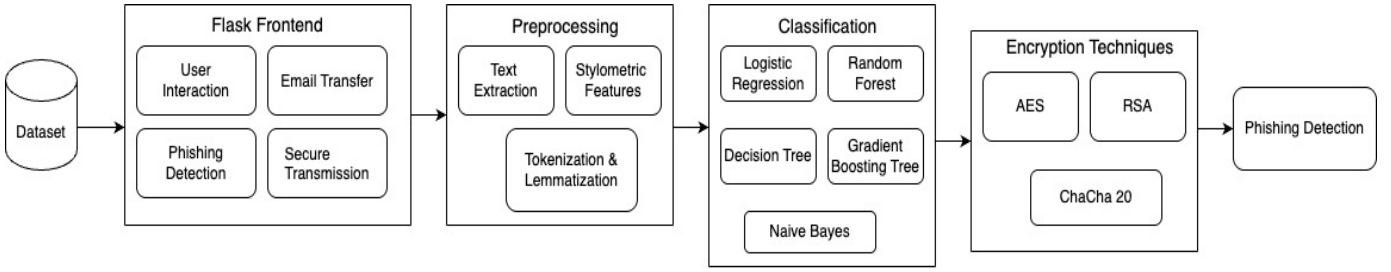 Dataset
Flask Frontend
User
Interaction
Email Transfer
Phishing
Detection
Secure
Transmission
Preprocessing
Text
Extraction
Stylometric
Features
Tokenization &
Lemmatization
Classification
Logistic
Regression
Random
Forest
Decision Tree
Gradient
Boosting Tree
Naive Bayes
Encryption Techniques
AES
RSA
ChaCha 20
Phishing Detection